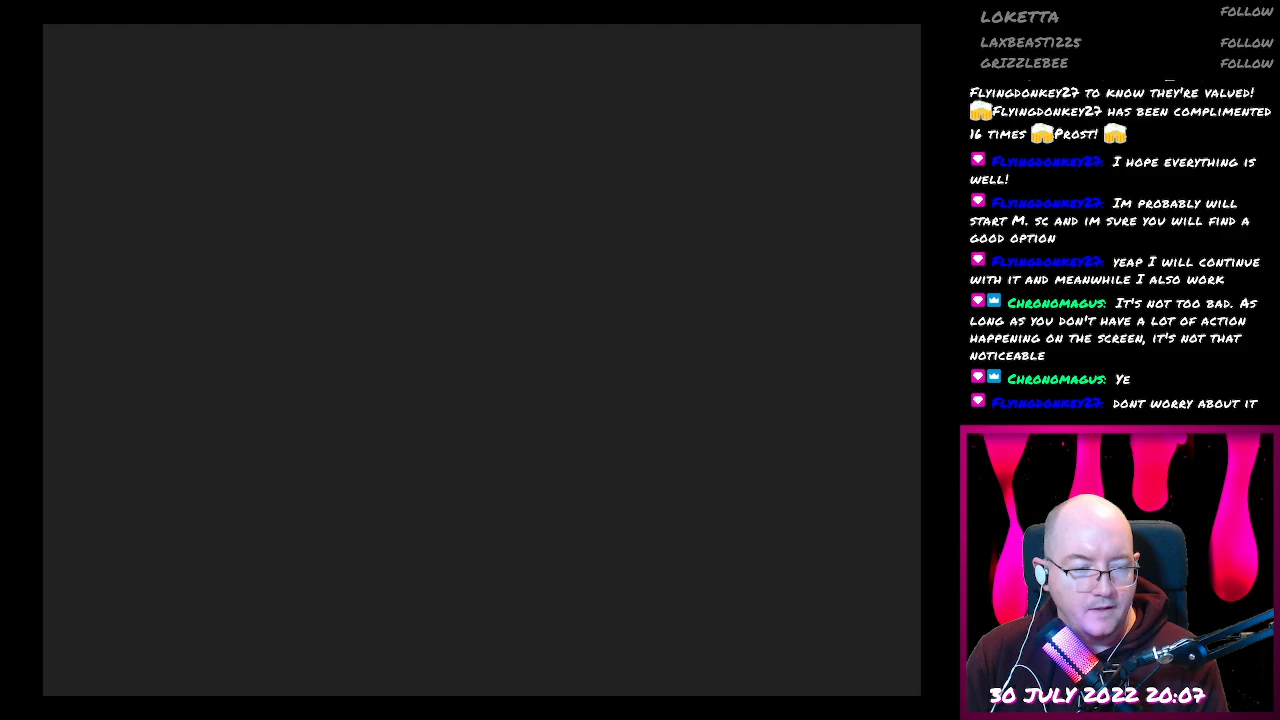 LOKETTA FOLLOW
LAXBEAST1225 FOLLOW
GRIZZLEBEE FOLLOW
FLYINGDONKEY27 TO KNOW THEY'RE VALUED!
FLYINGDONKEY27 HAS BEEN COMPLIMENTED
16 TIMES PROST!
FLYINGDONKEY27: I HOPE EVERYTHING IS
WELL!
FLYINGDONKEY27: IM PROBABLY WILL
START M. SC AND IM SURE YOU WILL FIND A
GOOD OPTION
FLYINGDONKEY27: YEAP I WILL CONTINUE
WITH IT AND MEANWHILE I ALSO WORK
CHRONOMAGUS: IT'S NOT TOO BAD. AS
LONG AS YOU DON'T HAVE A LOT OF ACTION
HAPPENING ON THE SCREEN, IT'S NOT THAT
NOTICEABLE
CHRONOMAGUS: YE
FLYINGDONKEY27: DONT WORRY ABOUT IT
30 JULY 2022 20:07